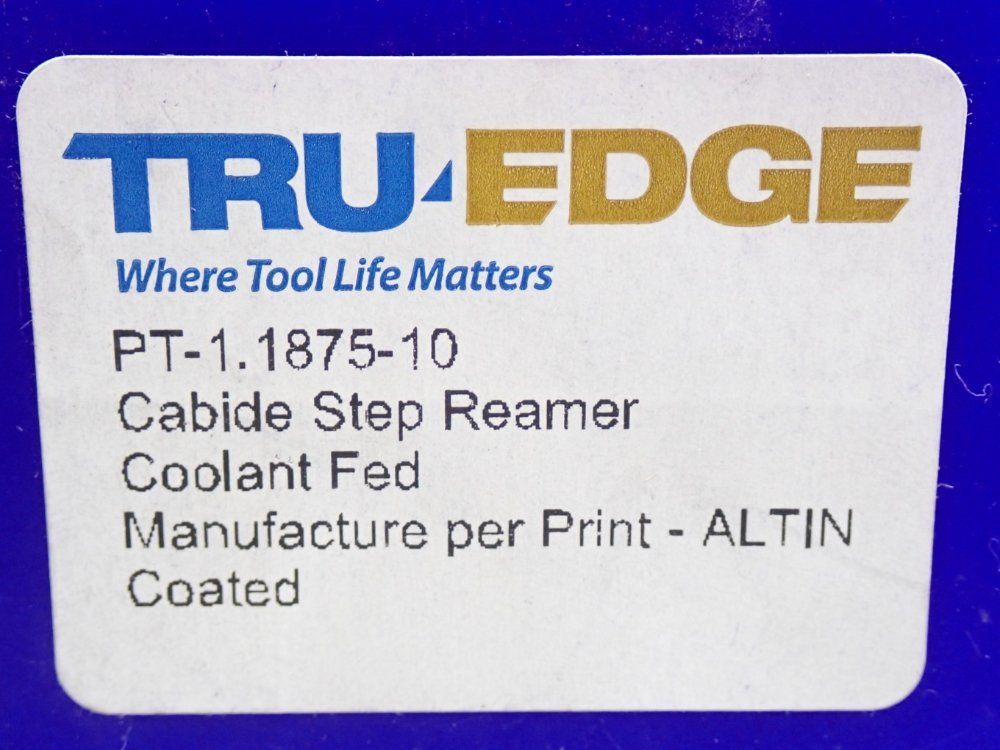 TRU-EDGE
Where Tool Life Matters
PT-1.1875-10
Cabide Step Reamer
Coolant Fed
Manufacture per Print - ALTIN
Coated